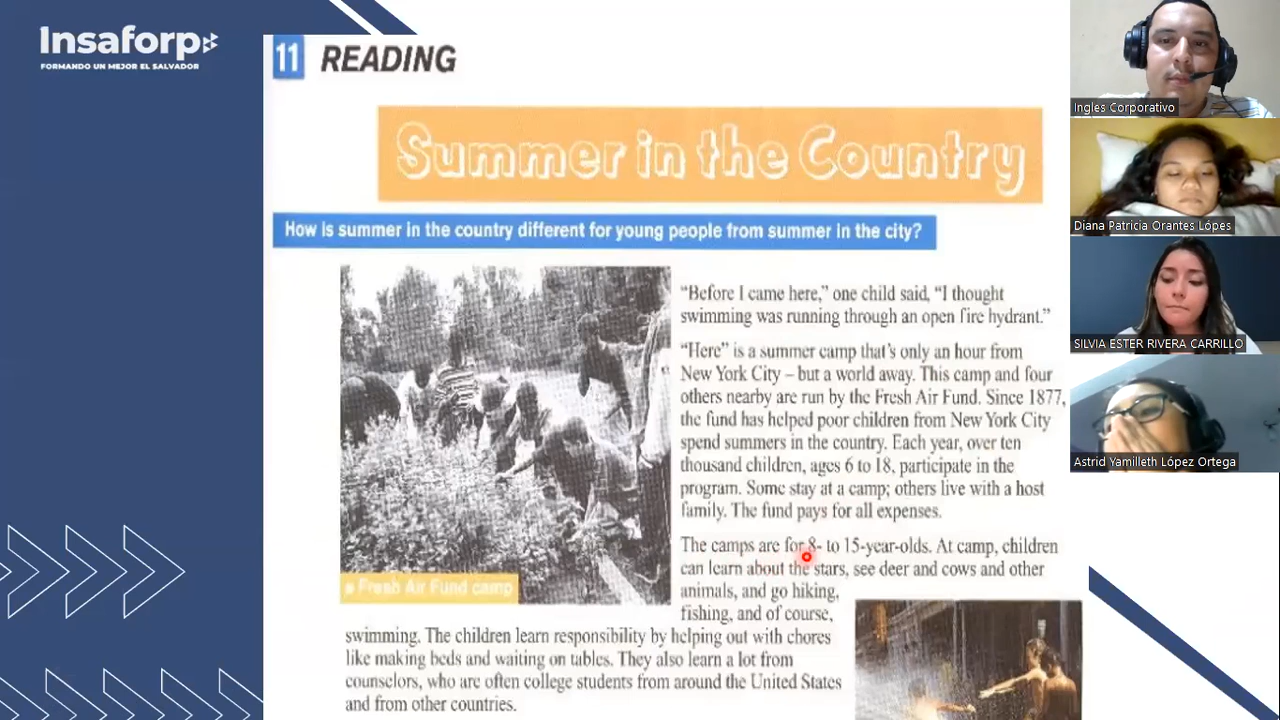 Insaforp
FORMANDO UN MEJOR EL SALVADOR
11 READING
Summer in the Country
How is summer in the country different for young people from summer in the city?
"Before I came here," one child said, "I thought
swimming was running through an open fire hydrant."
"Here" is a summer camp that's only an hour from
New York City – but a world away. This camp and four
others nearby are run by the Fresh Air Fund. Since 1877,
the fund has helped poor children from New York City
spend summers in the country. Each year, over ten
thousand children, ages 6 to 18, participate in the
program. Some stay at a camp; others live with a host
family. The fund pays for all expenses.
The camps are for 8- to 15-year-olds. At camp, children
can learn about the stars, see deer and cows and other
animals, and go hiking,
fishing, and of course,
swimming. The children learn responsibility by helping out with chores
like making beds and waiting on tables. They also learn a lot from
counselors, who are often college students from around the United States
and from other countries.
a Fresh Air Fund camp
Ingles Corporativo
Diana Patricia Orantes Lópes
SILVIA ESTER RIVERA CARRILLO
Astrid Yamilleth López Ortega